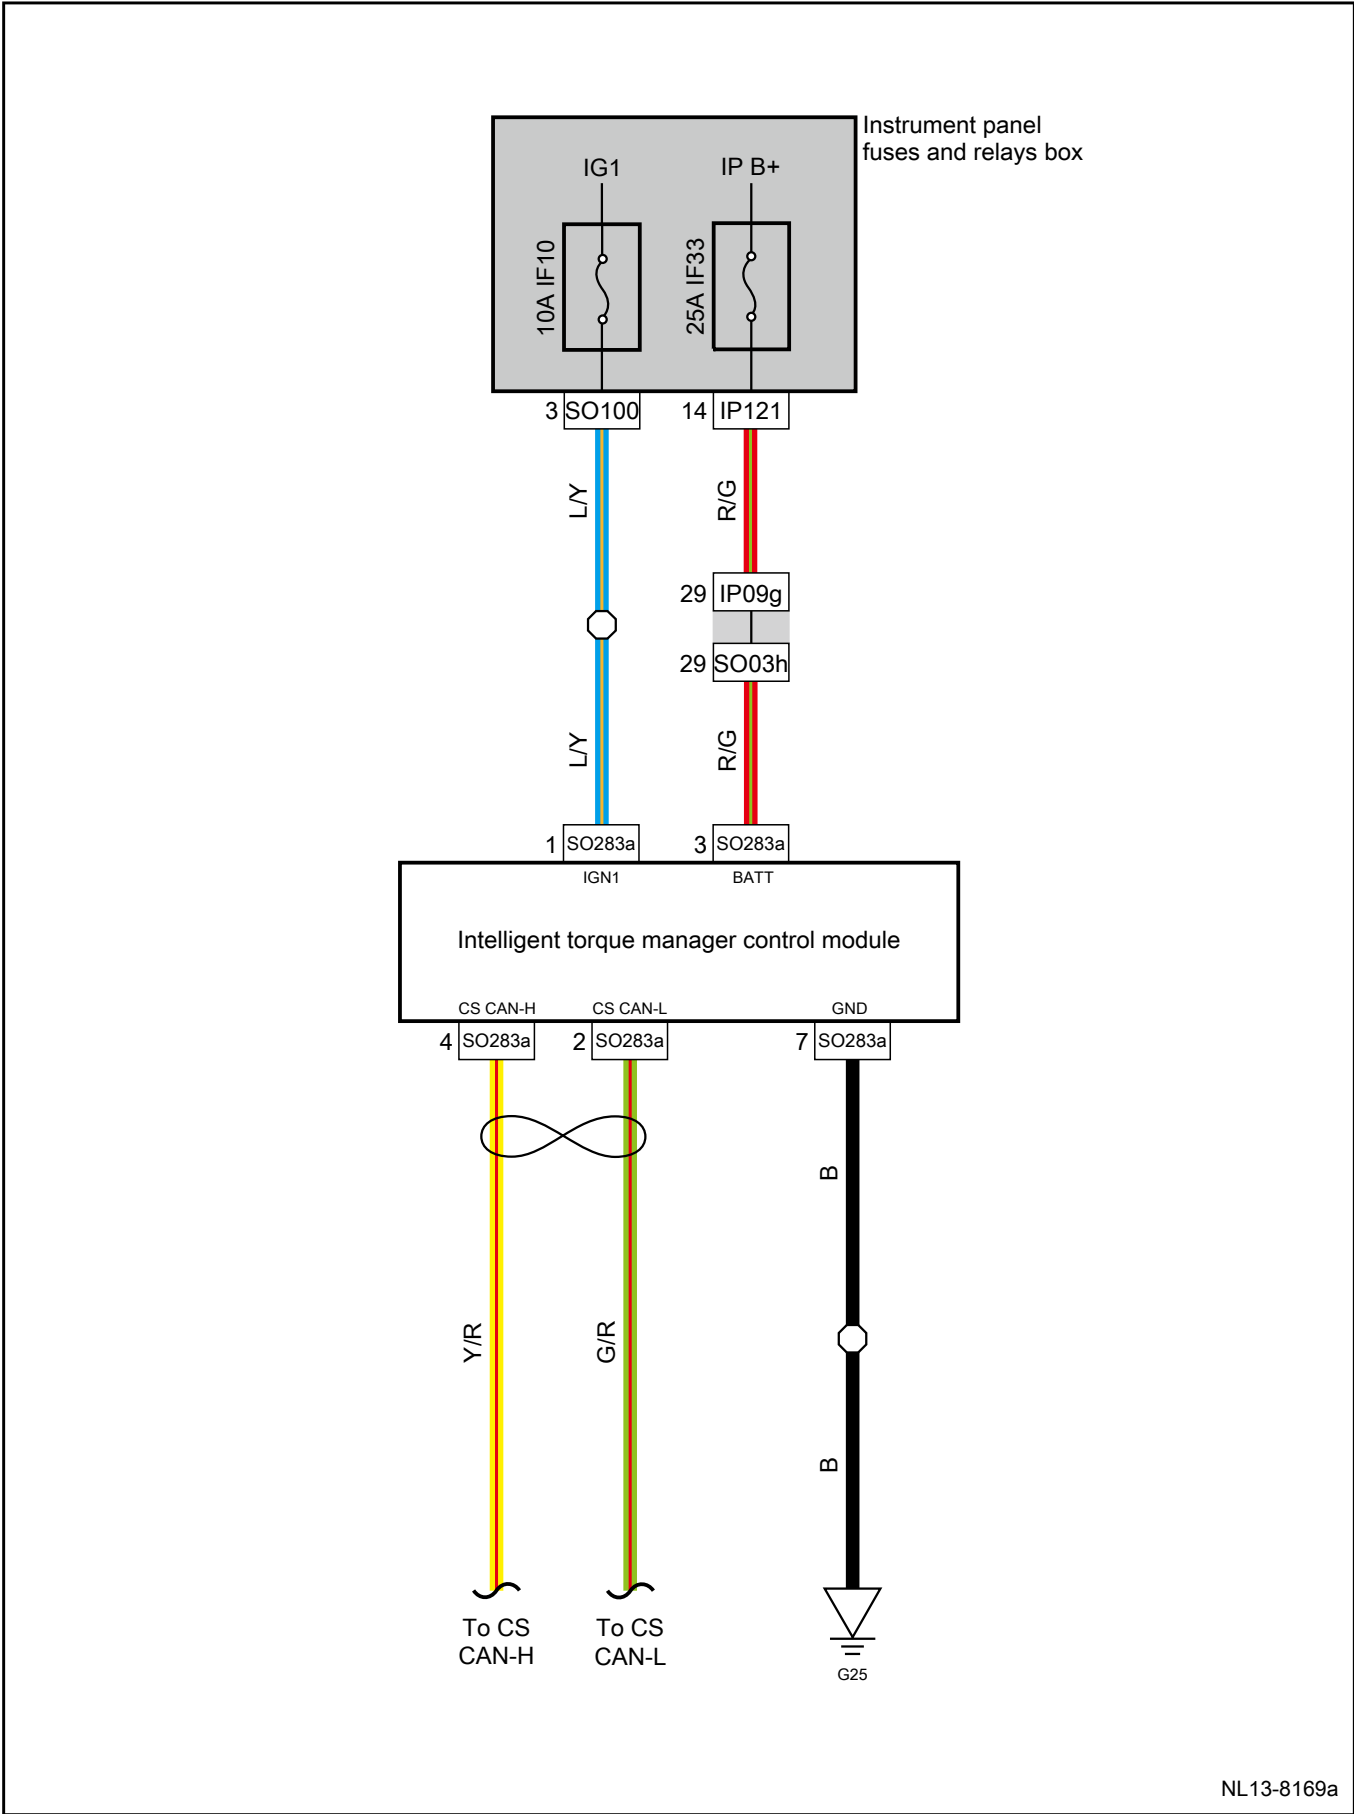 Instrument panel
fuses and relays box
IG1
IP B+
10A IF10
25A IF33
3 SO100
14 IP121
L/Y
R/G
29 IP09g
29 SO03h
L/Y
R/G
1 SO283a
3 SO283a
IGN1
BATT
Intelligent torque manager control module
CS CAN-H
CS CAN-L
GND
4 SO283a
2 SO283a
7 SO283a
B
Y/R
G/R
B
To CS
CAN-H
To CS
CAN-L
G25
NL13-8169a